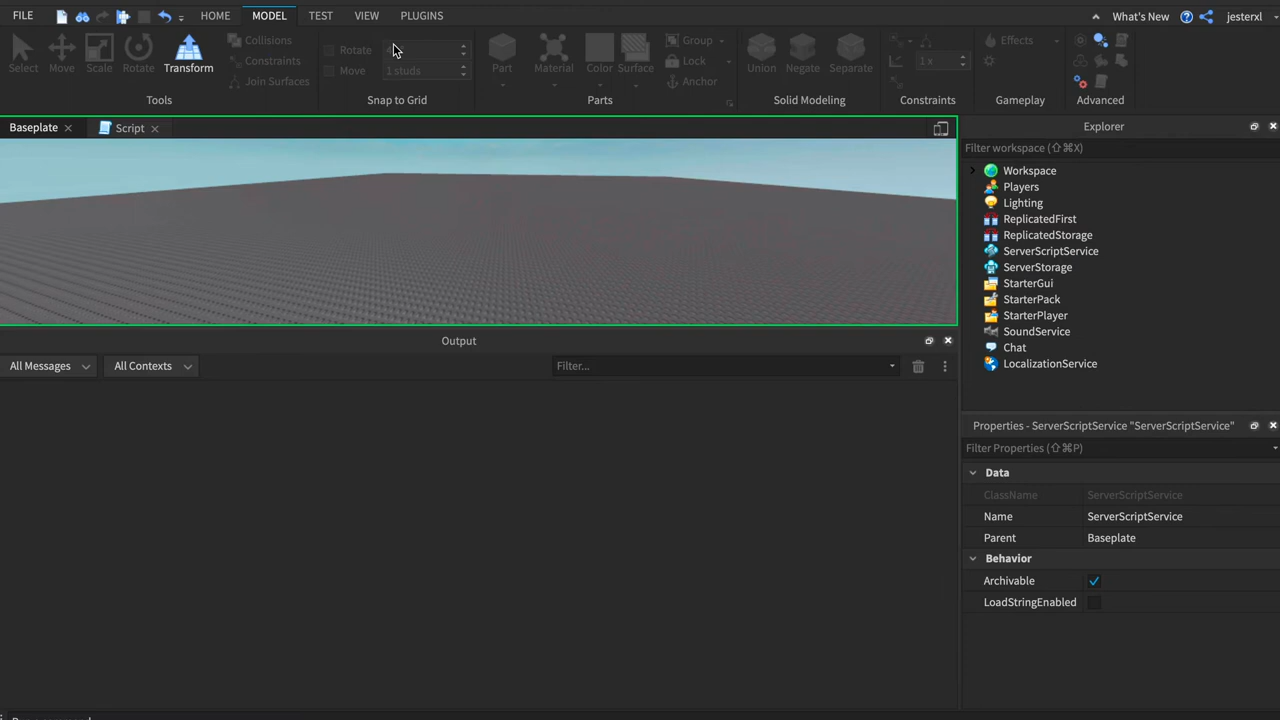 FILE HOME MODEL TEST VIEW PLUGINS What's New jesterxl
Select Move Scale Rotate Transform Collisions Constraints Join Surfaces
Rotate
Move 1 studs
Part Material Color Surface Group Lock Anchor
Union Negate Separate 1 x Effects
Tools Snap to Grid Parts Solid Modeling Constraints Gameplay Advanced
Baseplate Script
Explorer
Filter workspace (⇧⌘X)
Workspace
Players
Lighting
ReplicatedFirst
ReplicatedStorage
ServerScriptService
ServerStorage
StarterGui
StarterPack
StarterPlayer
SoundService
Chat
LocalizationService
Output
All Messages All Contexts Filter...
Properties - ServerScriptService "ServerScriptService"
Filter Properties (⇧⌘P)
Data
ClassName ServerScriptService
Name ServerScriptService
Parent Baseplate
Behavior
Archivable
LoadStringEnabled